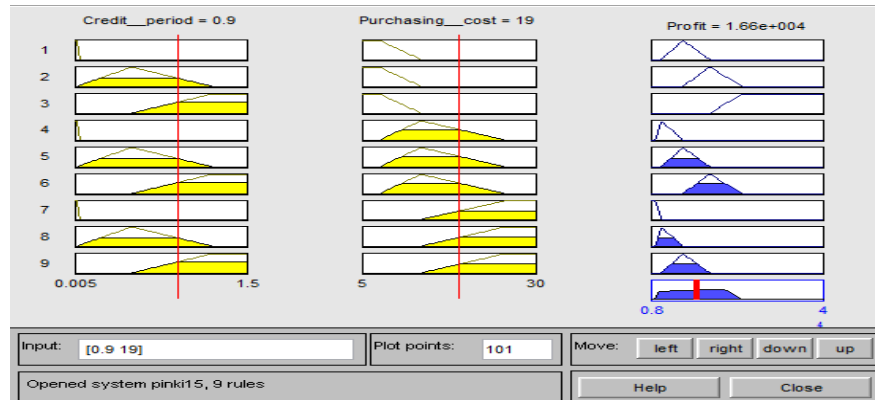 Credit__period = 0.9
Purchasing__cost = 19
Profit = 1.66e+004
1
2
3
4
5
6
7
8
9
0.005
1.5
5
30
0.8
4
4
Input:
[0.9 19]
Plot points:
101
Move:
left
right
down
up
Opened system pinki15, 9 rules
Help
Close